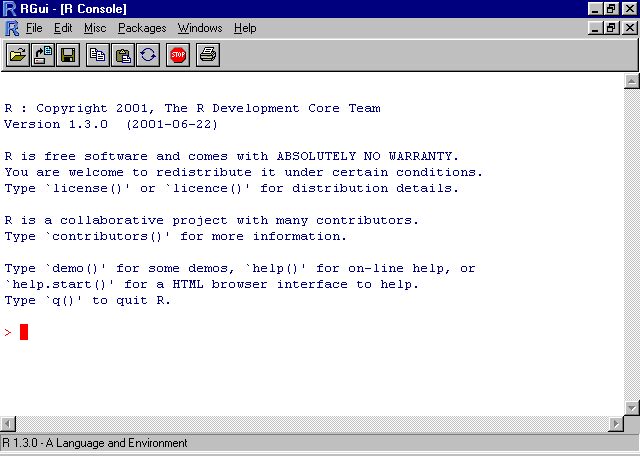 RGui - [R Console]
File Edit Misc Packages Windows Help
STOP
R : Copyright 2001, The R Development Core Team
Version 1.3.0  (2001-06-22)
R is free software and comes with ABSOLUTELY NO WARRANTY.
You are welcome to redistribute it under certain conditions.
Type `license()' or `licence()' for distribution details.
R is a collaborative project with many contributors.
Type `contributors()' for more information.
Type `demo()' for some demos, `help()' for on-line help, or
`help.start()' for a HTML browser interface to help.
Type `q()' to quit R.
>
R 1.3.0 - A Language and Environment